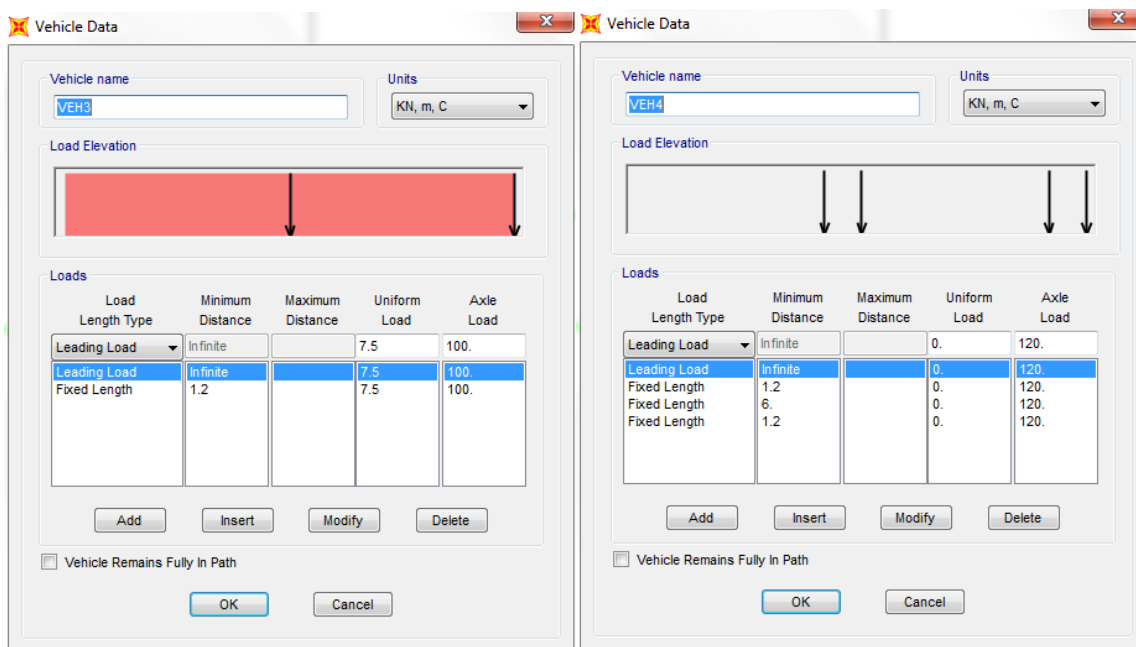 Vehicle Data
Vehicle name
Units
VEH3
KN, m, C
Load Elevation
Loads
Load Length Type Minimum Distance Maximum Distance Uniform Load Axle Load
Leading Load Infinite 7.5 100.
Leading Load Infinite 7.5 100.
Fixed Length 1.2 7.5 100.
Add Insert Modify Delete
Vehicle Remains Fully In Path
OK Cancel
Vehicle Data
Vehicle name
Units
VEH4
KN, m, C
Load Elevation
Loads
Load Length Type Minimum Distance Maximum Distance Uniform Load Axle Load
Leading Load Infinite 0. 120.
Leading Load Infinite 0. 120.
Fixed Length 1.2 0. 120.
Fixed Length 6. 0. 120.
Fixed Length 1.2 0. 120.
Add Insert Modify Delete
Vehicle Remains Fully In Path
OK Cancel